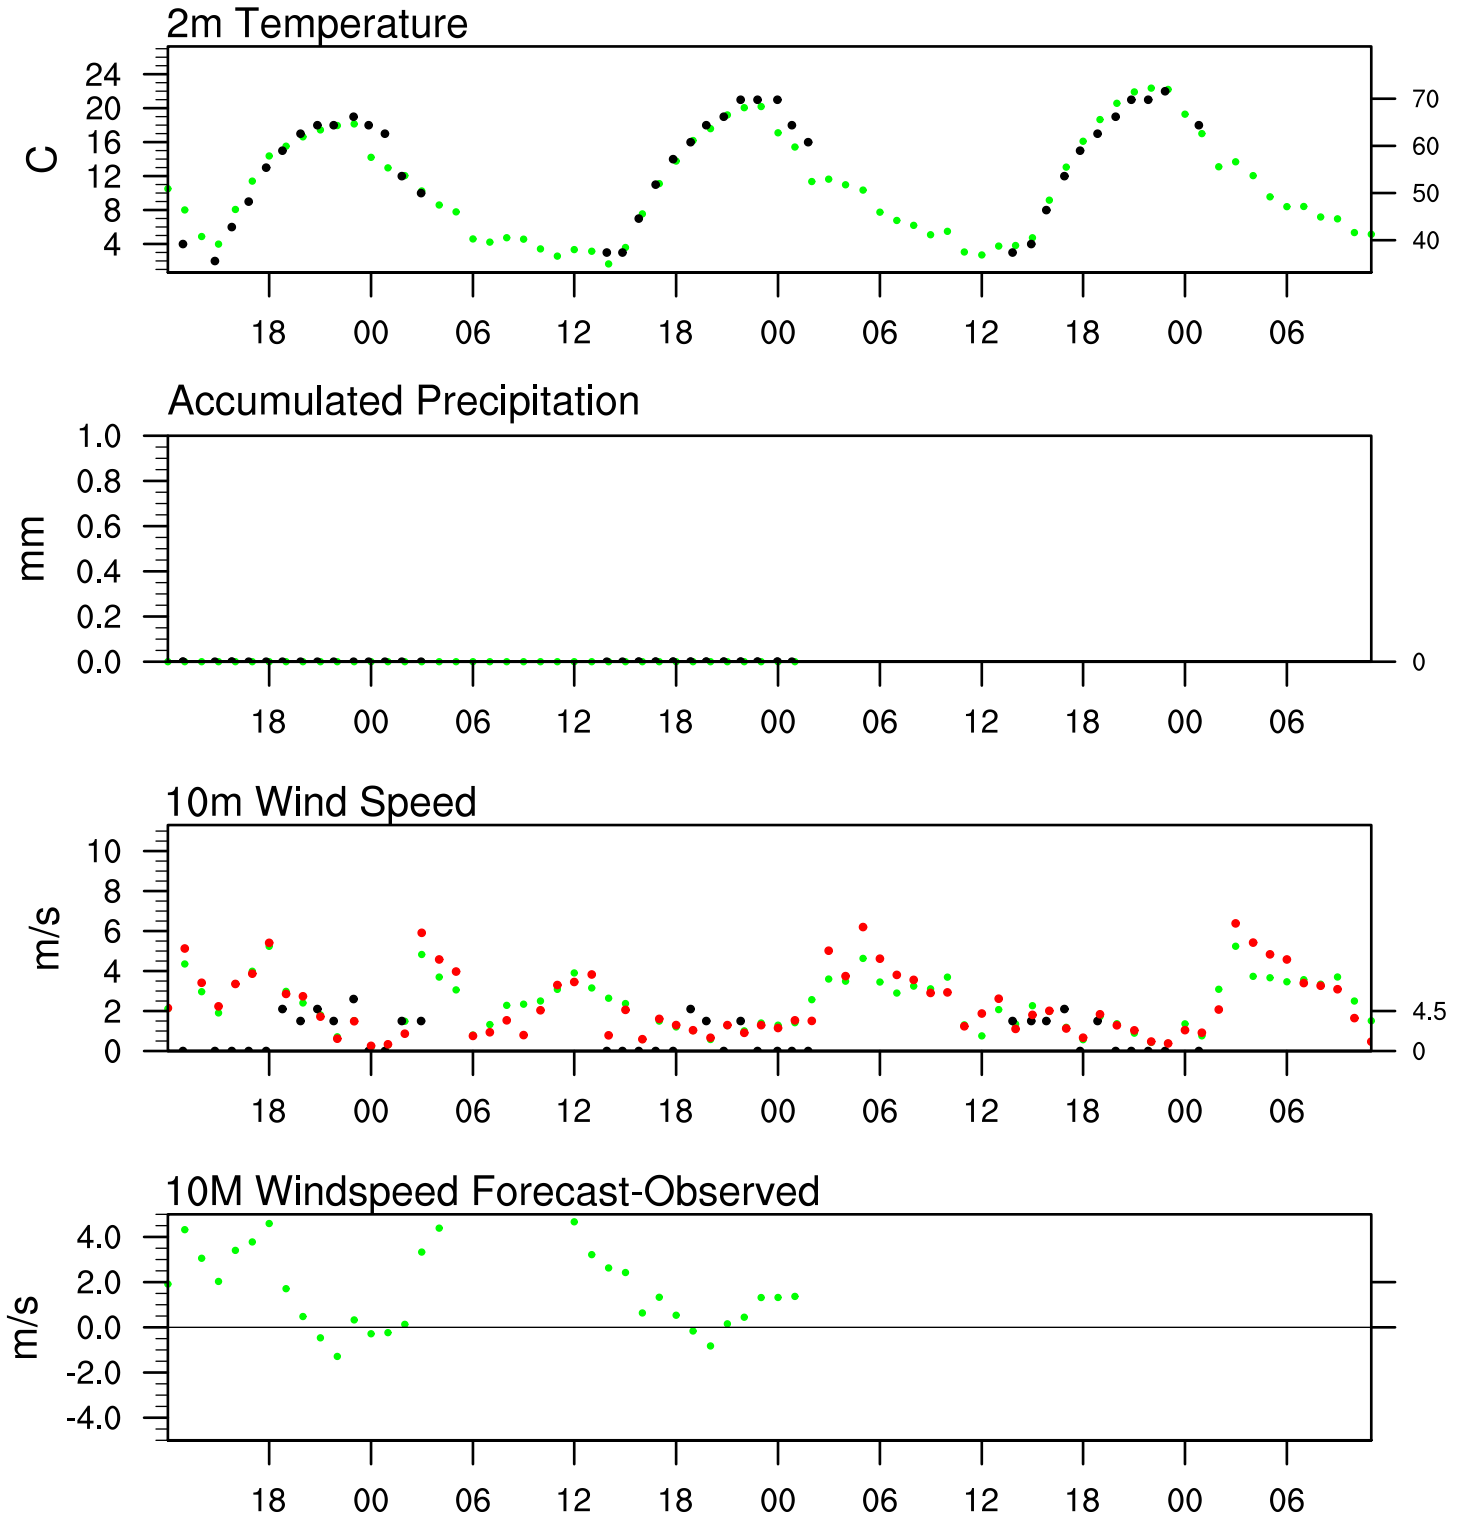 2m Temperature
24
20
16
12
8
4
C
70
60
50
40
18 00 06 12 18 00 06 12 18 00 06
Accumulated Precipitation
1.0
0.8
0.6
0.4
0.2
0.0
mm
0
18 00 06 12 18 00 06 12 18 00 06
10m Wind Speed
10
8
6
4
2
0
m/s
4.5
0
18 00 06 12 18 00 06 12 18 00 06
10M Windspeed Forecast-Observed
4.0
2.0
0.0
-2.0
-4.0
m/s
18 00 06 12 18 00 06 12 18 00 06